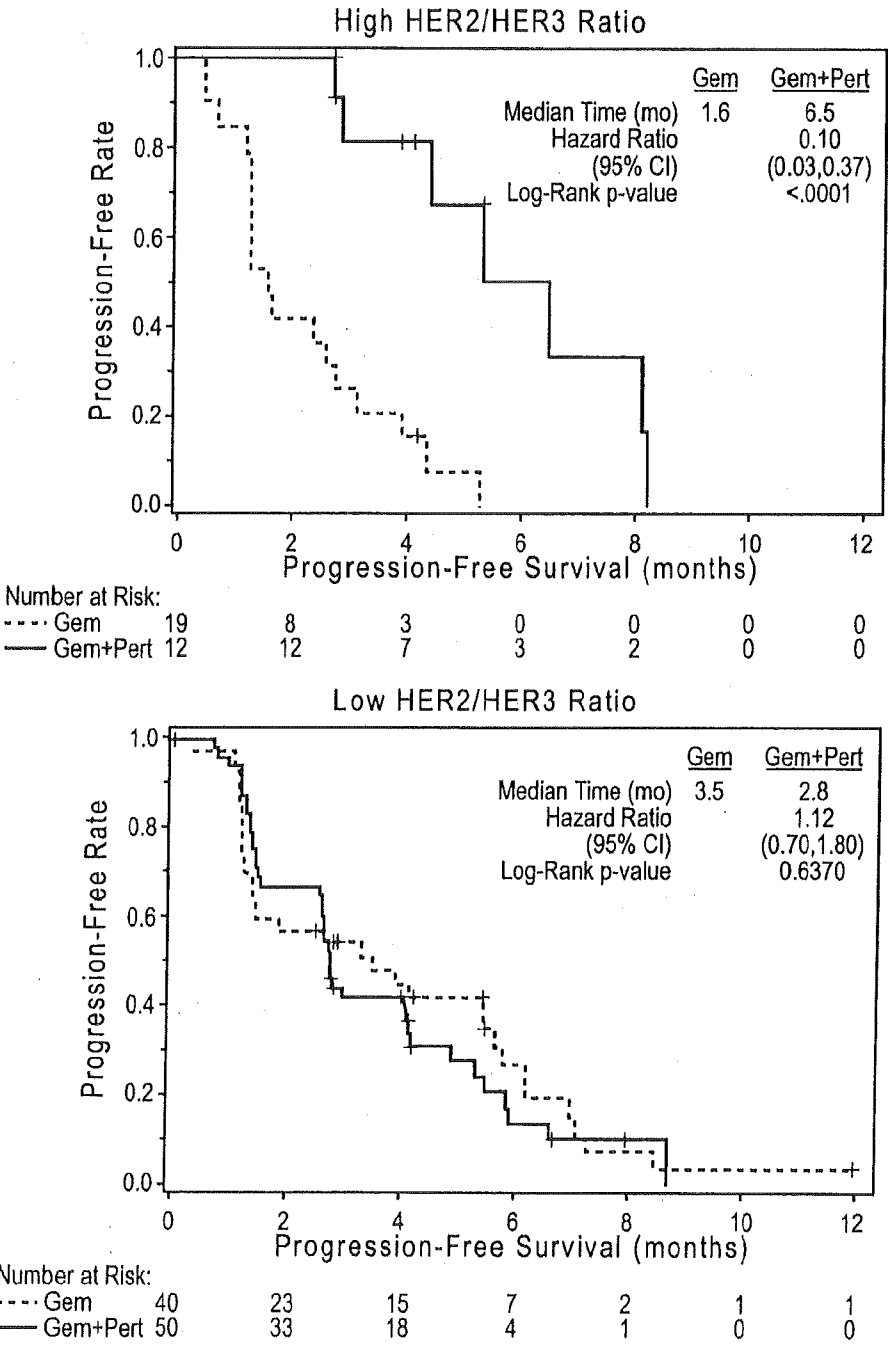 High HER2/HER3 Ratio
Gem Gem+Pert
Median Time (mo) 1.6 6.5
Hazard Ratio 0.10
(95% CI) (0.03,0.37)
Log-Rank p-value <.0001
Progression-Free Rate
1.0
0.8
0.6
0.4
0.2
0.0
0 2 4 6 8 10 12
Progression-Free Survival (months)
Number at Risk:
Gem 19 8 3 0 0 0 0
Gem+Pert 12 12 7 3 2 0 0
Low HER2/HER3 Ratio
Gem Gem+Pert
Median Time (mo) 3.5 2.8
Hazard Ratio 1.12
(95% CI) (0.70,1.80)
Log-Rank p-value 0.6370
Progression-Free Rate
1.0
0.8
0.6
0.4
0.2
0.0
0 2 4 6 8 10 12
Progression-Free Survival (months)
Number at Risk:
Gem 40 23 15 7 2 1 1
Gem+Pert 50 33 18 4 1 0 0